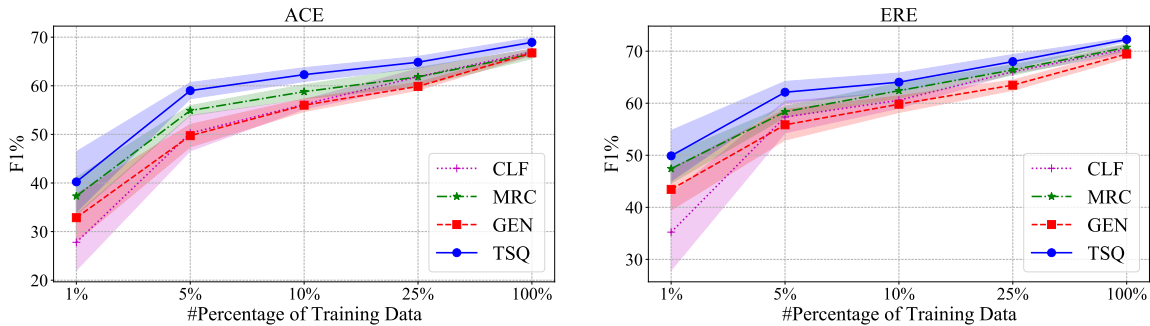 ACE
70
60
50
40
30
20
F1%
1%
5%
10%
25%
100%
#Percentage of Training Data
CLF
MRC
GEN
TSQ
ERE
70
60
50
40
30
F1%
1%
5%
10%
25%
100%
#Percentage of Training Data
CLF
MRC
GEN
TSQ